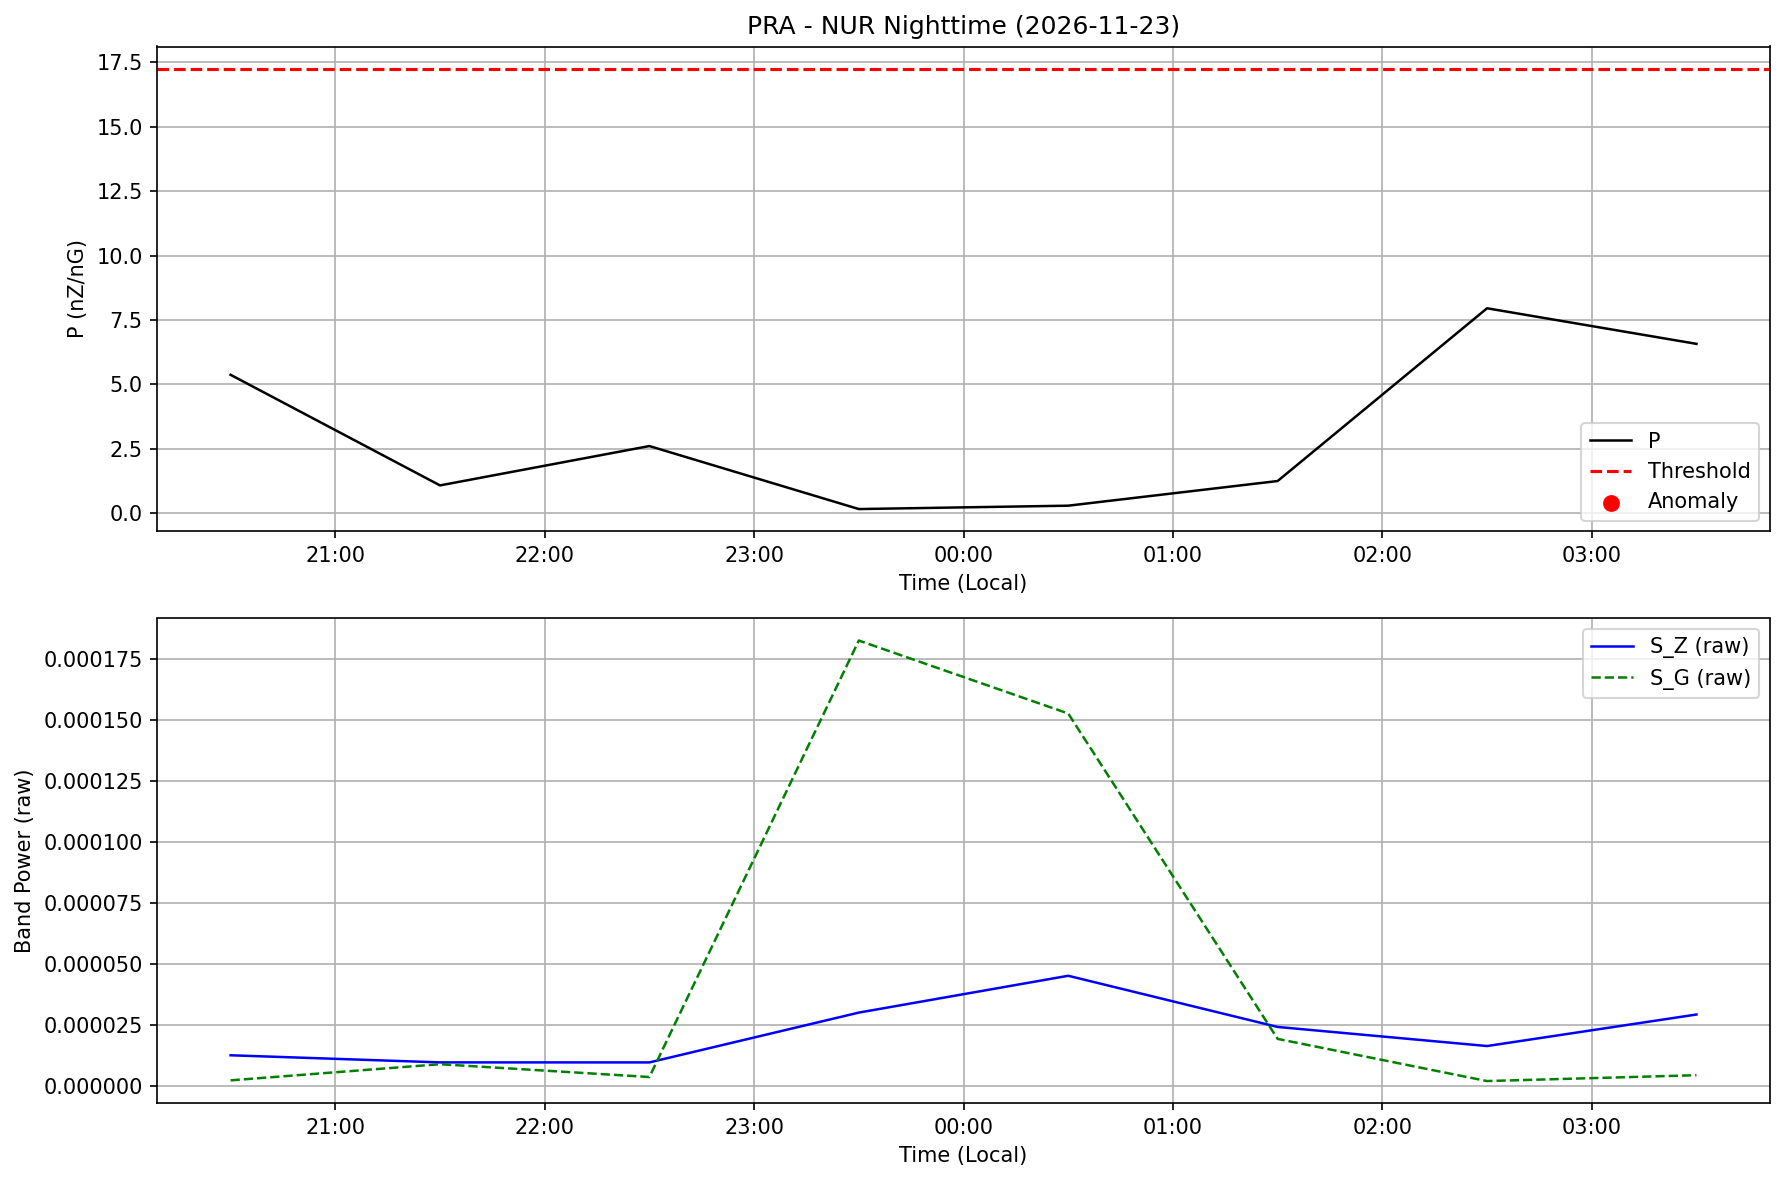 PRA - NUR Nighttime (2026-11-23)
P (nZ/nG)
17.5
15.0
12.5
10.0
7.5
5.0
2.5
0.0
P
Threshold
Anomaly
21:00 22:00 23:00 00:00 01:00 02:00 03:00
Time (Local)
Band Power (raw)
0.000175
0.000150
0.000125
0.000100
0.000075
0.000050
0.000025
0.000000
S_Z (raw)
S_G (raw)
21:00 22:00 23:00 00:00 01:00 02:00 03:00
Time (Local)